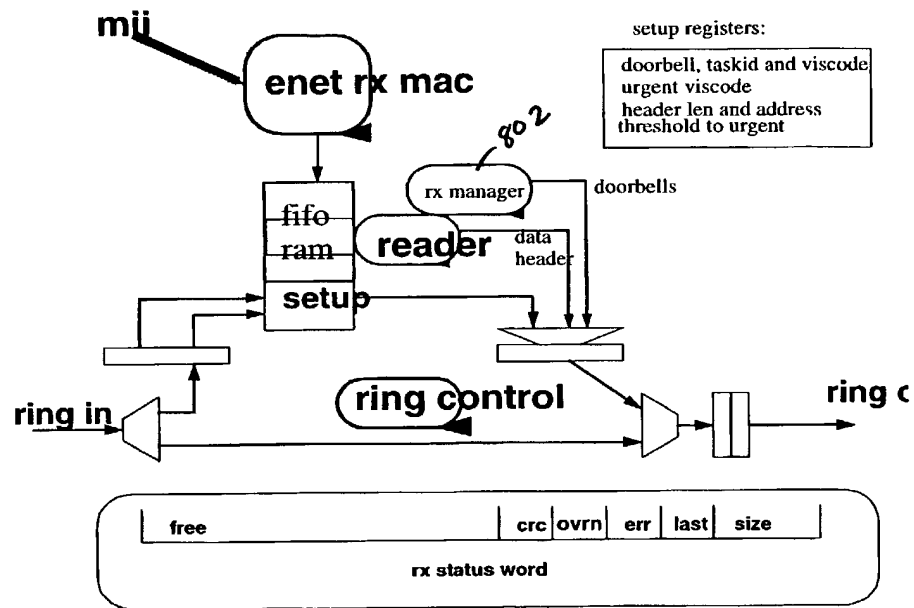 mii
setup registers:
enet rx mac
doorbell, taskid and viscode
urgent viscode
header len and address
threshold to urgent
802
rx manager
doorbells
fifo
ram
reader
data
header
setup
ring in
ring control
ring
free
crc
ovrn
err
last
size
rx status word